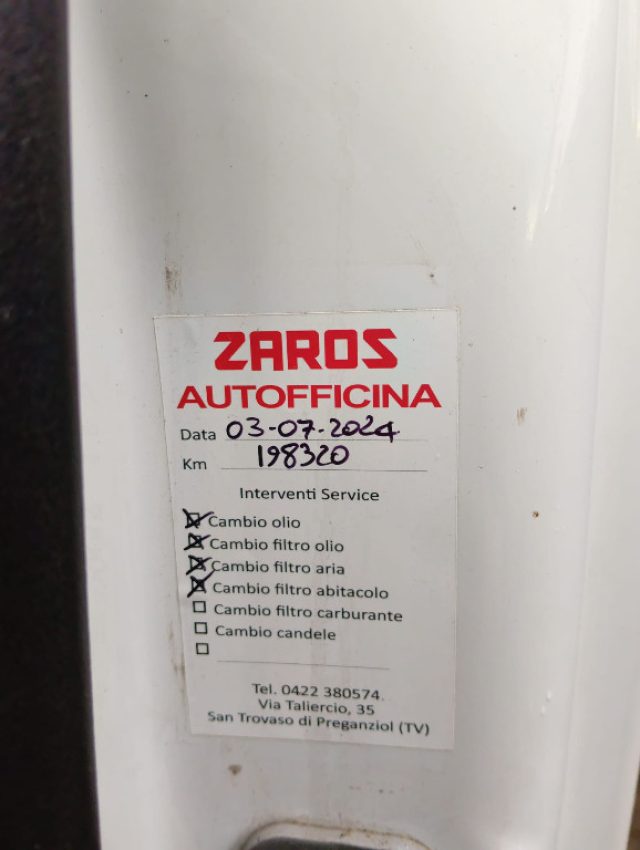 ZAROS
AUTOFFICINA
Data 03-07-2024
Km 198320
Interventi Service
Cambio olio
Cambio filtro olio
Cambio filtro aria
Cambio filtro abitacolo
Cambio filtro carburante
Cambio candele
Tel. 0422 380574
Via Taliercio, 35
San Trovaso di Preganziol (TV)